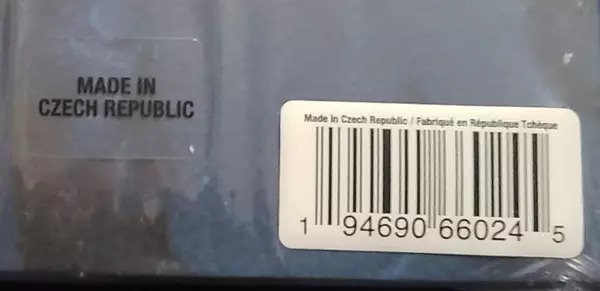 MADE IN
CZECH REPUBLIC
Made in Czech Republic / Fabriqué en République Tchèque
1 94690 66024 5